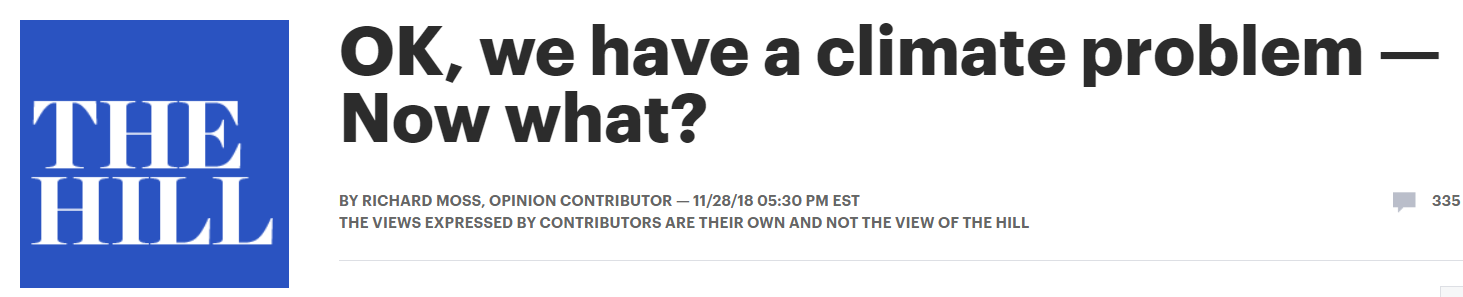 THE
HILL
OK, we have a climate problem —
Now what?
BY RICHARD MOSS, OPINION CONTRIBUTOR — 11/28/18 05:30 PM EST
335
THE VIEWS EXPRESSED BY CONTRIBUTORS ARE THEIR OWN AND NOT THE VIEW OF THE HILL